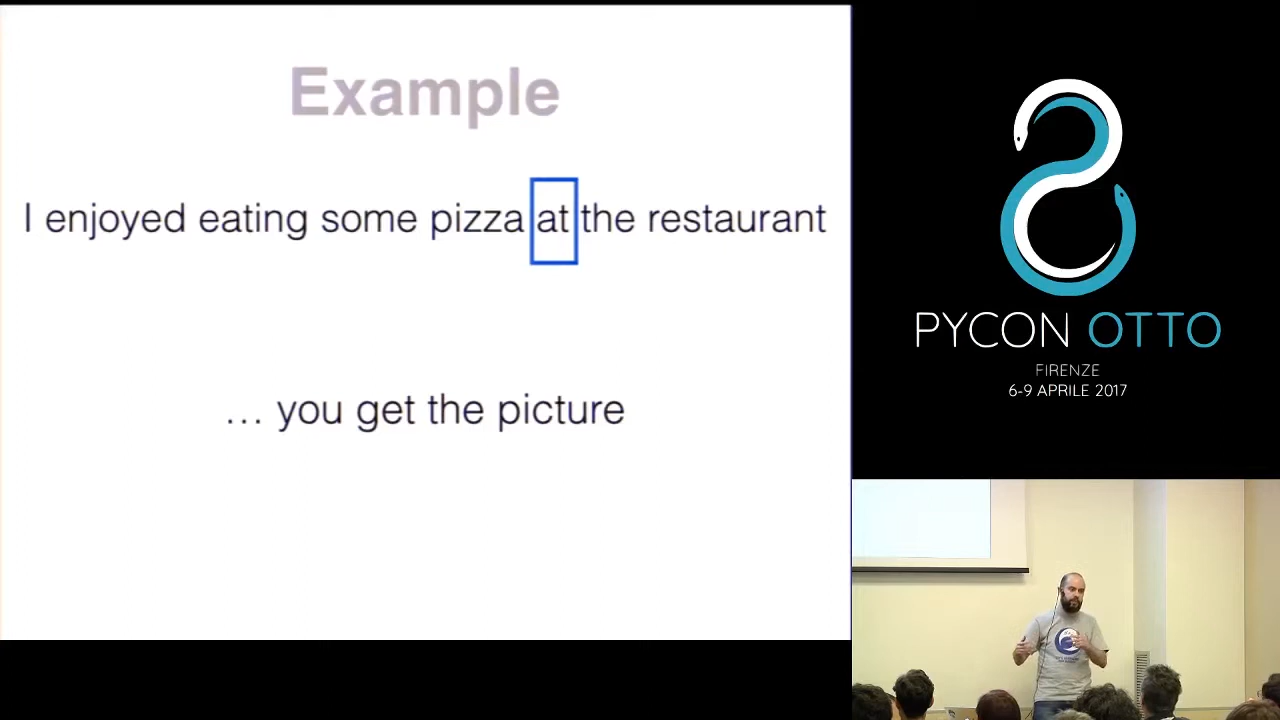 Example
I enjoyed eating some pizza at the restaurant
… you get the picture
PYCON OTTO
FIRENZE
6-9 APRILE 2017